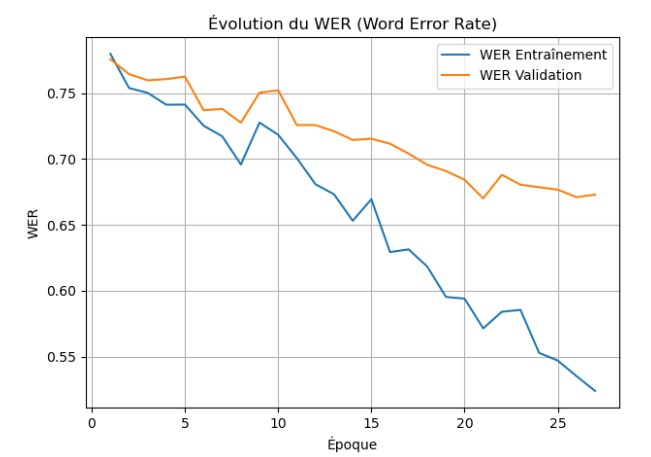 Évolution du WER (Word Error Rate)
WER Entraînement
WER Validation
WER
0.75
0.70
0.65
0.60
0.55
0 5 10 15 20 25
Époque